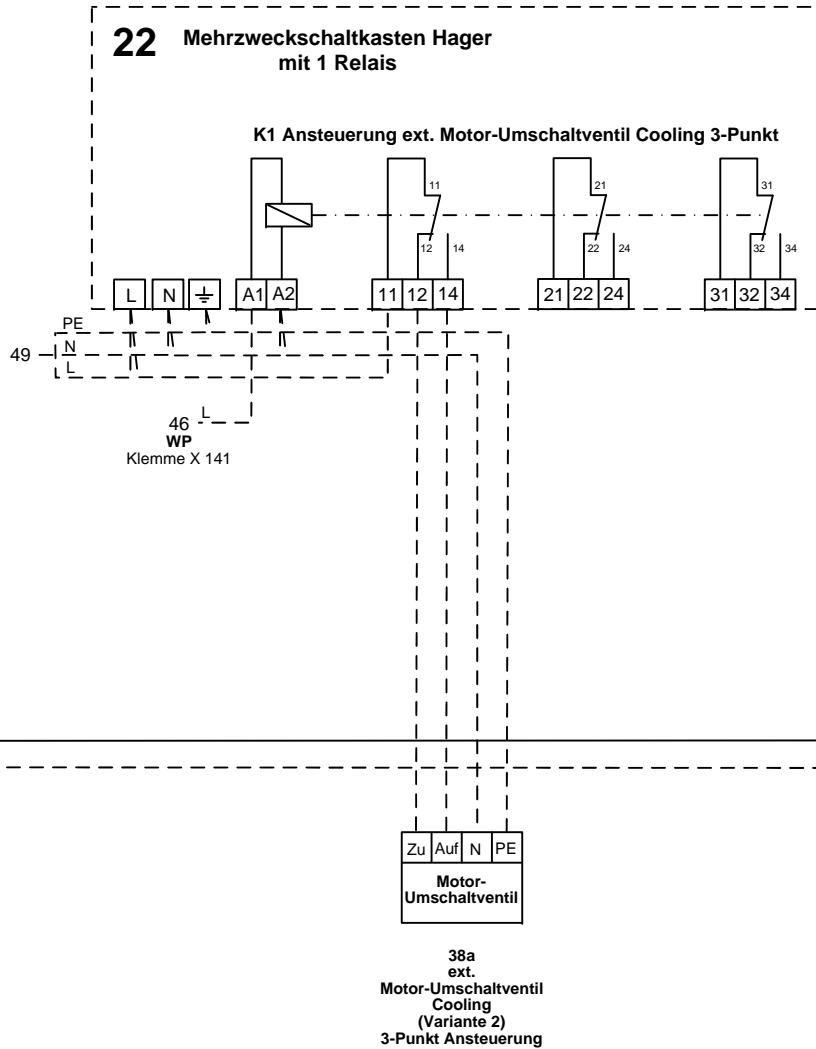 22 Mehrzweckschaltkasten Hager
mit 1 Relais
K1 Ansteuerung ext. Motor-Umschaltventil Cooling 3-Punkt
11 21 31
12 14 22 24 32 34
L N A1 A2 11 12 14 21 22 24 31 32 34
PE
49 N
L
46 L
WP
Klemme X 141
Zu Auf N PE
Motor-
Umschaltventil
38a
ext.
Motor-Umschaltventil
Cooling
(Variante 2)
3-Punkt Ansteuerung